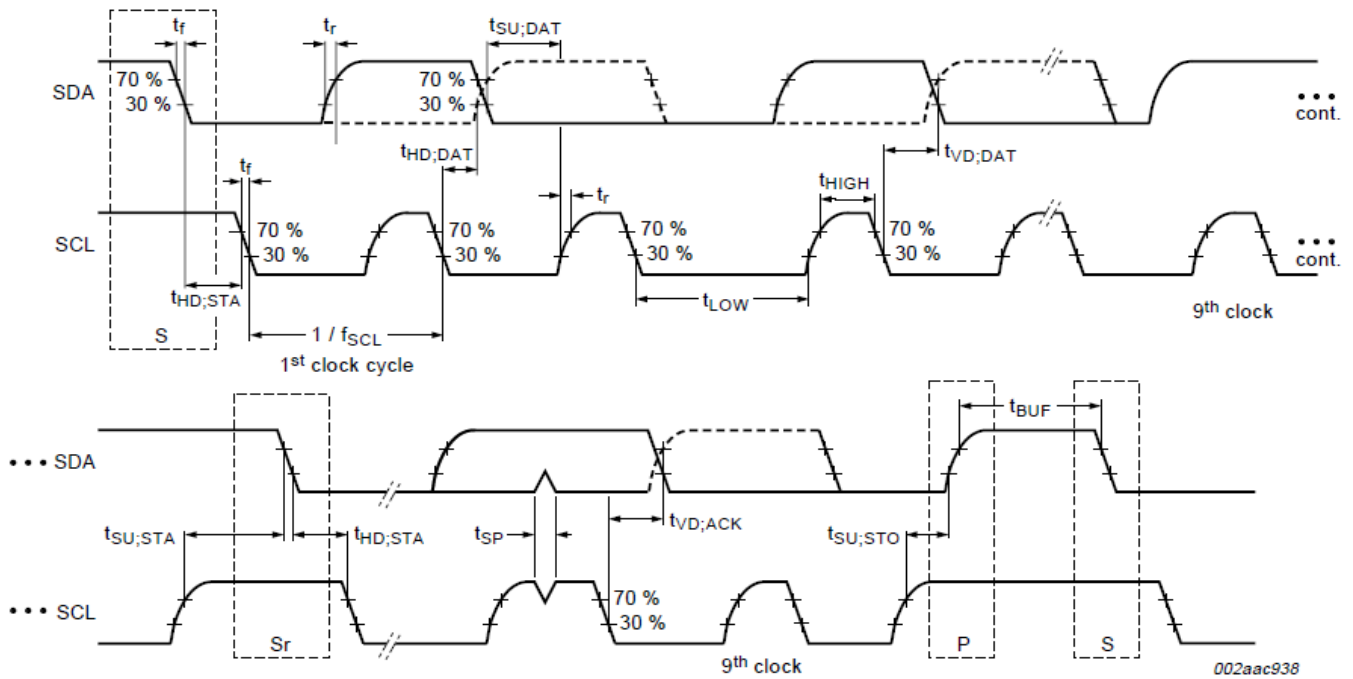 tf
tr
tSU;DAT
SDA
70 %
30 %
70 %
30 %
cont.
tf
tHD;DAT
tr
tHIGH
tVD;DAT
SCL
70 %
30 %
70 %
30 %
70 %
30 %
70 %
30 %
cont.
tHD;STA
tLOW
9th clock
S
1 / fSCL
1st clock cycle
tBUF
••• SDA
tSU;STA
tHD;STA
tSP
tVD;ACK
tSU;STO
••• SCL
70 %
30 %
Sr
9th clock
P
S
002aac938